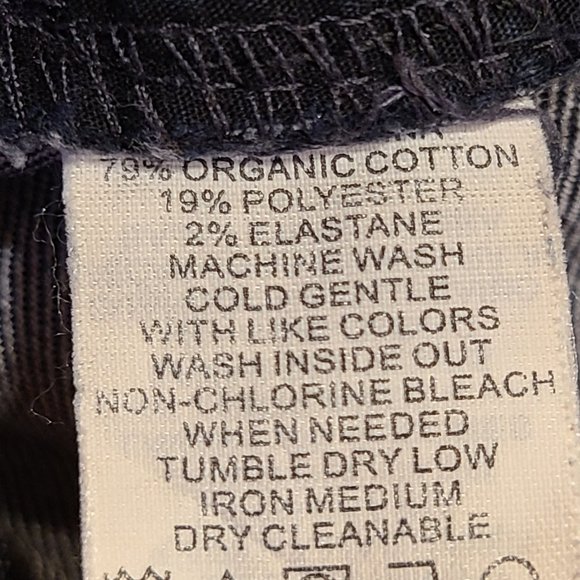 79% ORGANIC COTTON
19% POLYESTER
2% ELASTANE
MACHINE WASH
COLD GENTLE
WITH LIKE COLORS
WASH INSIDE OUT
NON-CHLORINE BLEACH
WHEN NEEDED
TUMBLE DRY LOW
IRON MEDIUM
DRY CLEANABLE